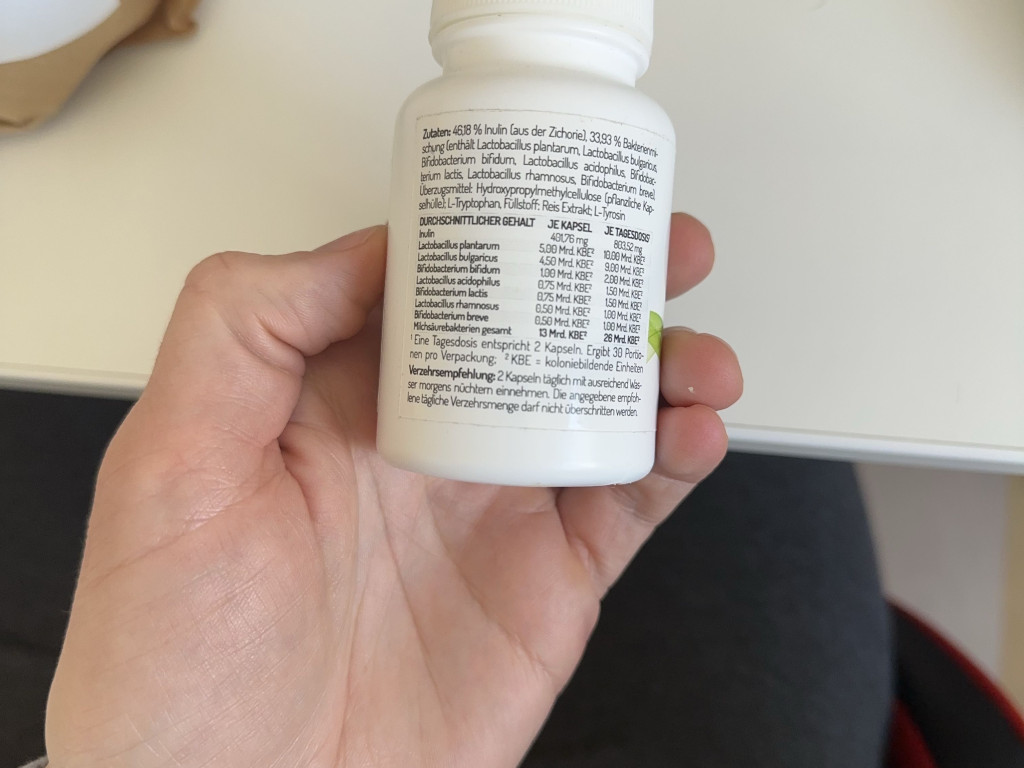 Zutaten: 46,18 % Inulin (aus der Zichorie), 33,93 % Bakterienmi-
schung (enthält Lactobacillus plantarum, Lactobacillus bulgaricus,
Bifidobacterium bifidum, Lactobacillus acidophilus, Bifidobac-
terium lactis, Lactobacillus rhamnosus, Bifidobacterium breve),
Überzugsmittel: Hydroxypropylmethylcellulose (pflanzliche Kap-
selhülle); L-Tryptophan, Füllstoff: Reis Extrakt; L-Tyrosin
DURCHSCHNITTLICHER GEHALT JE KAPSEL JE TAGESDOSIS¹
Inulin 401,76 mg 803,52 mg
Lactobacillus plantarum 5,00 Mrd. KBE² 10,00 Mrd. KBE²
Lactobacillus bulgaricus 4,50 Mrd. KBE² 9,00 Mrd. KBE²
Bifidobacterium bifidum 1,00 Mrd. KBE² 2,00 Mrd. KBE²
Lactobacillus acidophilus 0,75 Mrd. KBE² 1,50 Mrd. KBE²
Bifidobacterium lactis 0,75 Mrd. KBE² 1,50 Mrd. KBE²
Lactobacillus rhamnosus 0,50 Mrd. KBE² 1,00 Mrd. KBE²
Bifidobacterium breve 0,50 Mrd. KBE² 1,00 Mrd. KBE²
Milchsäurebakterien gesamt 13 Mrd. KBE² 26 Mrd. KBE²
¹ Eine Tagesdosis entspricht 2 Kapseln. Ergibt 30 Portio-
nen pro Verpackung; ² KBE = koloniebildende Einheiten
Verzehrsempfehlung: 2 Kapseln täglich mit ausreichend Was-
ser morgens nüchtern einnehmen. Die angegebene empfoh-
lene tägliche Verzehrsmenge darf nicht überschritten werden.